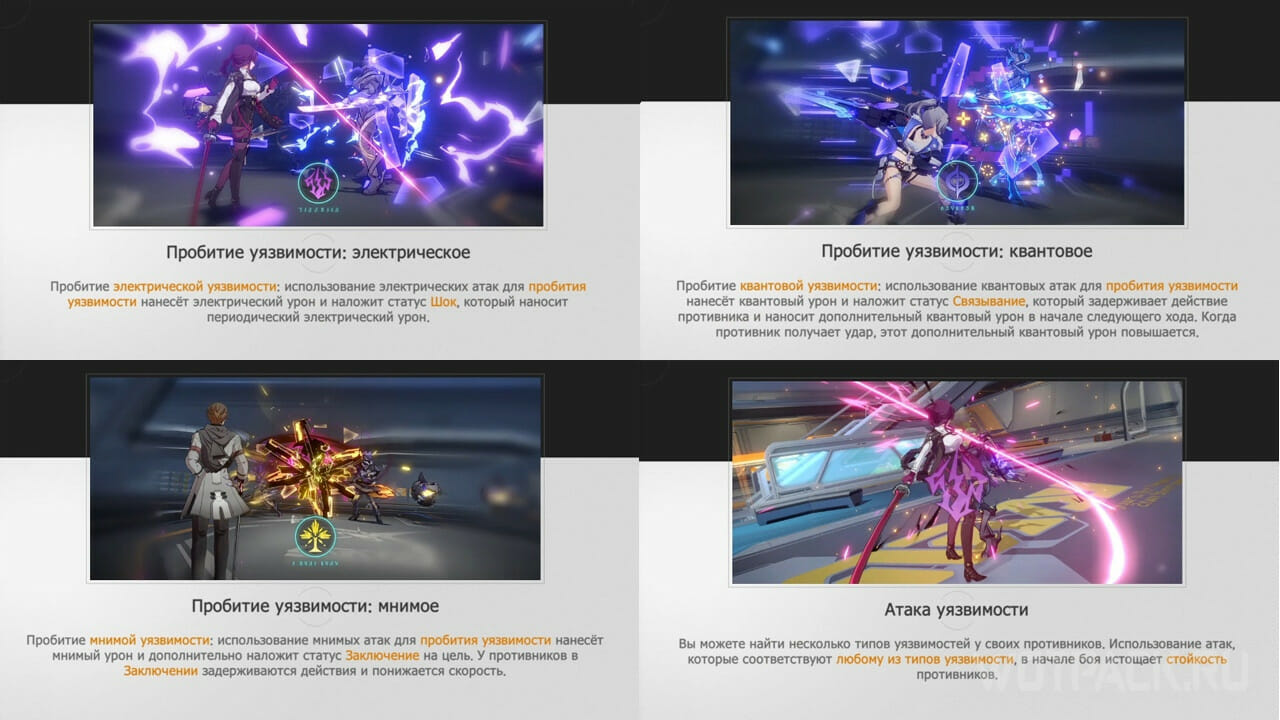 Пробитие уязвимости: электрическое
Пробитие электрической уязвимости: использование электрических атак для пробития
уязвимости нанесёт электрический урон и наложит статус Шок, который наносит
периодический электрический урон.
Пробитие уязвимости: квантовое
Пробитие квантовой уязвимости: использование квантовых атак для пробития уязвимости
нанесёт квантовый урон и наложит статус Связывание, который задерживает действие
противника и наносит дополнительный квантовый урон в начале следующего хода. Когда
противник получает удар, этот дополнительный квантовый урон повышается.
Пробитие уязвимости: мнимое
Пробитие мнимой уязвимости: использование мнимых атак для пробития уязвимости нанесёт
мнимый урон и дополнительно наложит статус Заключение на цель. У противников в
Заключении задерживаются действия и понижается скорость.
Атака уязвимости
Вы можете найти несколько типов уязвимостей у своих противников. Использование атак,
которые соответствуют любому из типов уязвимости, в начале боя истощает стойкость
противников.
WOTPACK.RU